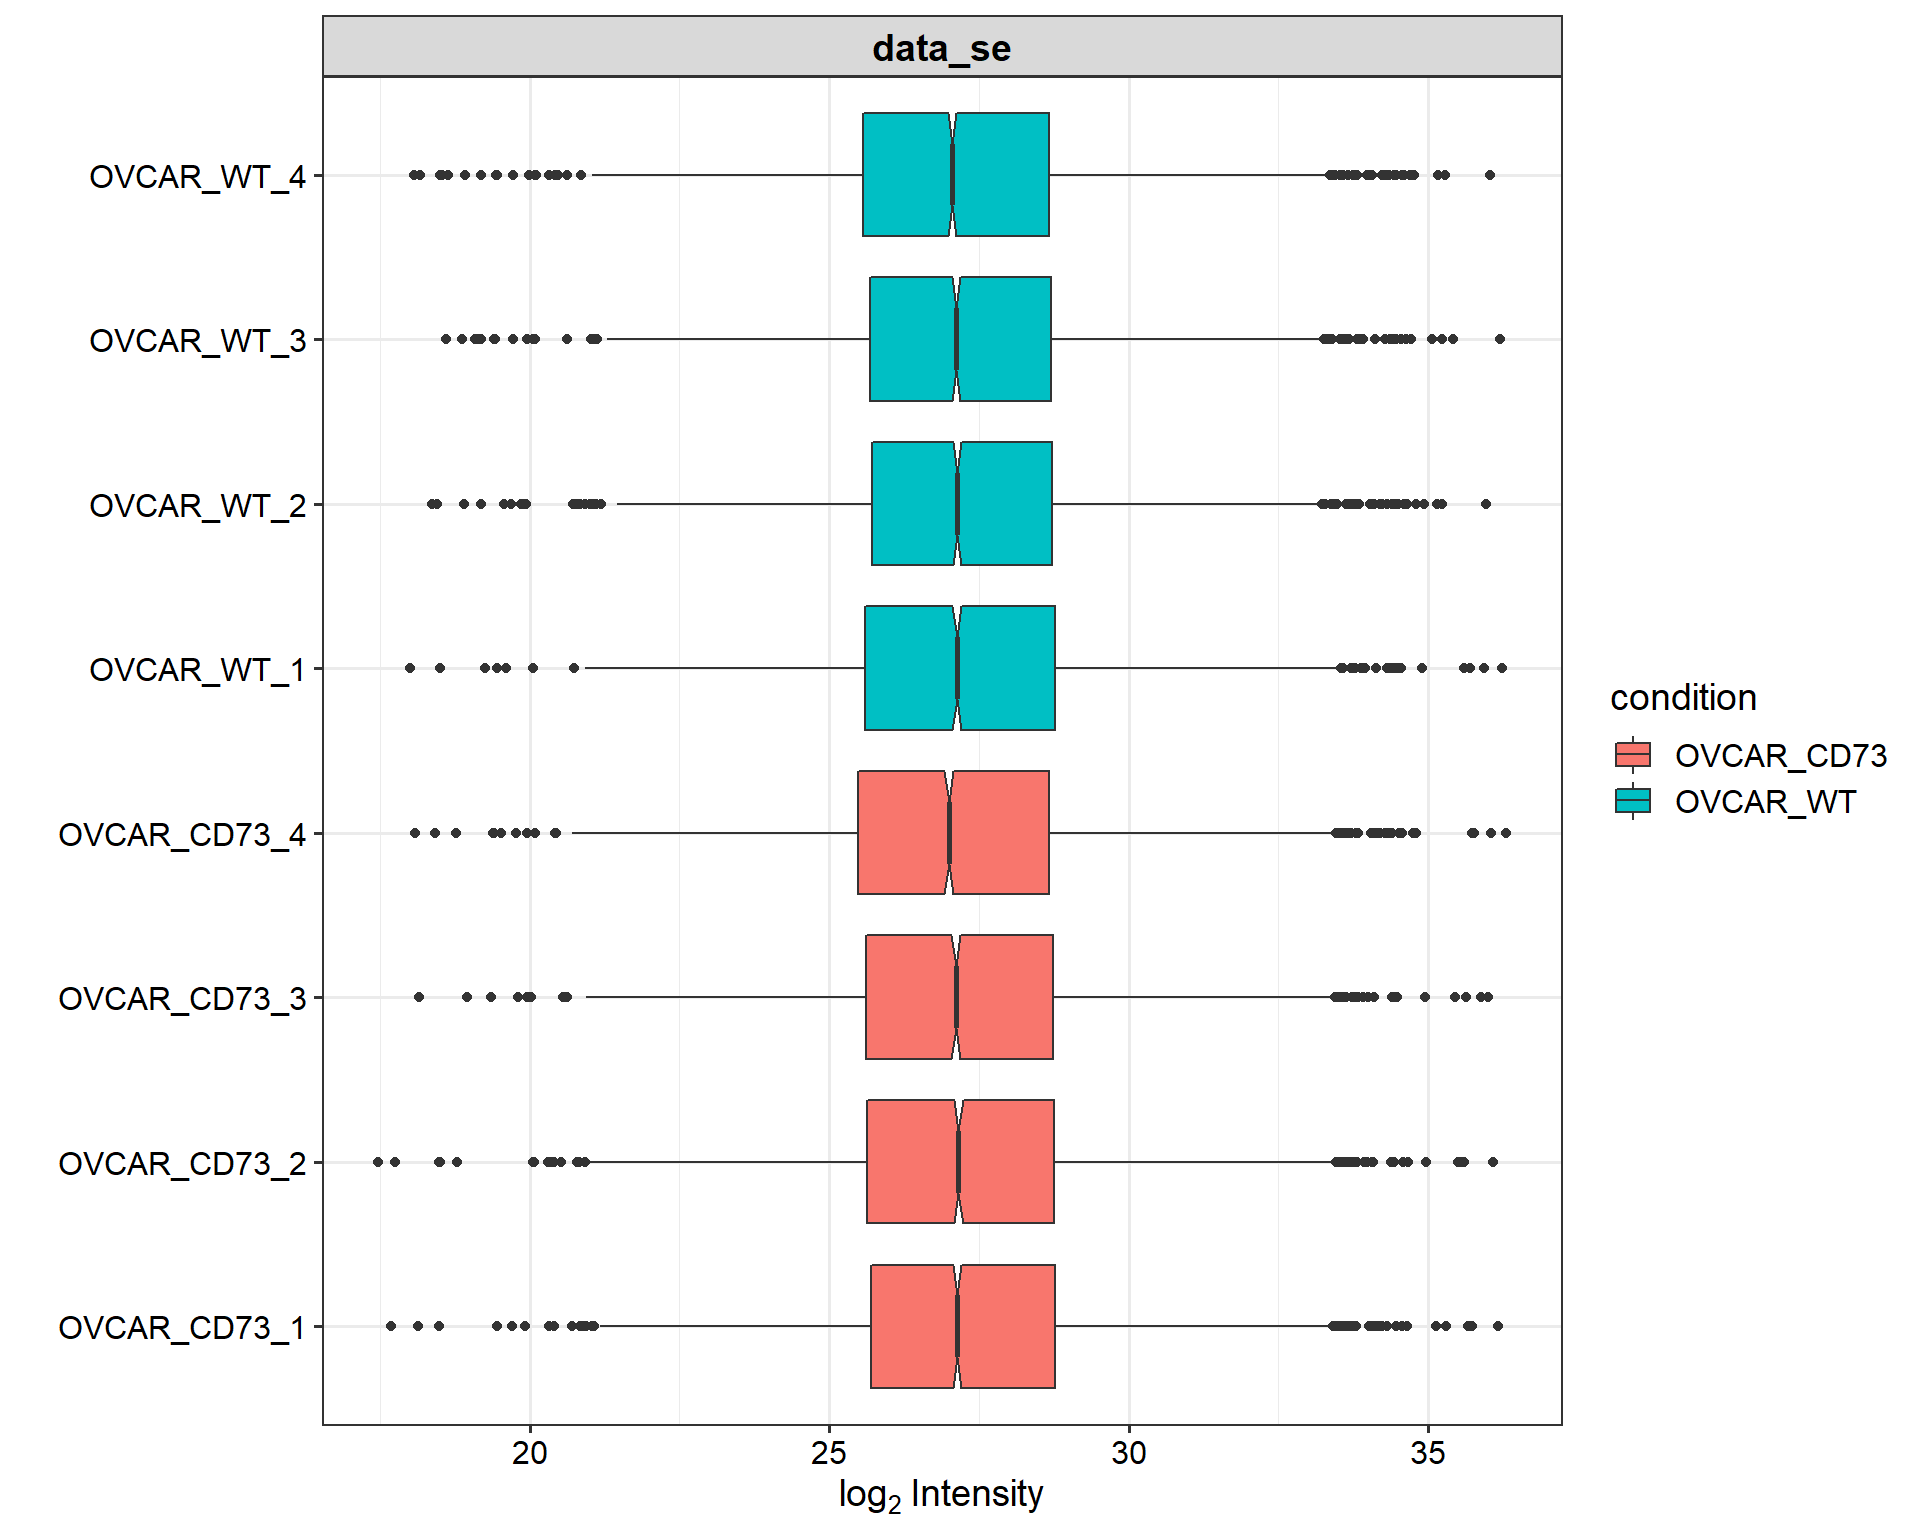 data_se
OVCAR_WT_4
OVCAR_WT_3
OVCAR_WT_2
OVCAR_WT_1
OVCAR_CD73_4
OVCAR_CD73_3
OVCAR_CD73_2
OVCAR_CD73_1
20 25 30 35
log₂ Intensity
condition
OVCAR_CD73
OVCAR_WT